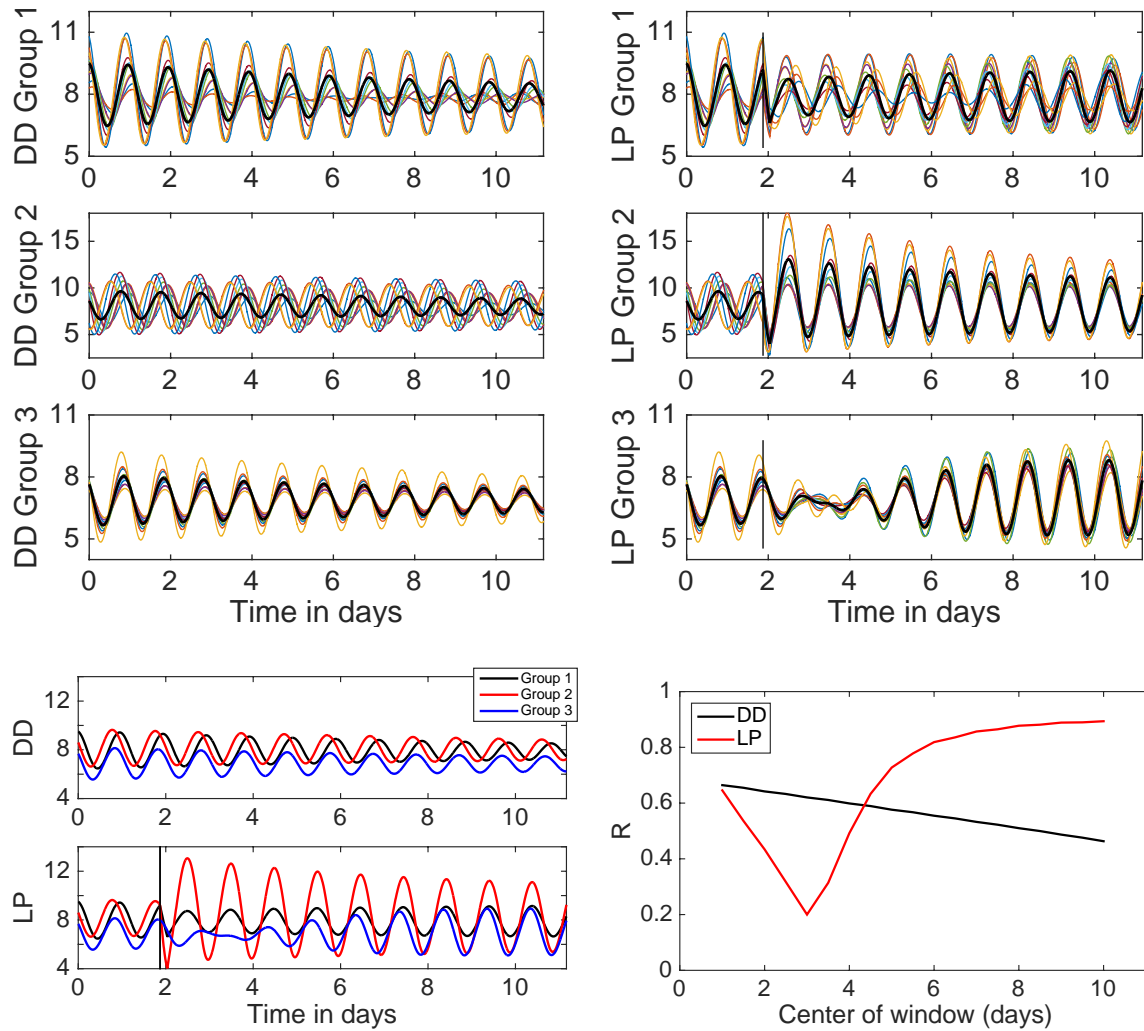 DD Group 1
11
8
5
0 2 4 6 8 10
LP Group 1
11
8
5
0 2 4 6 8 10
DD Group 2
15
10
5
0 2 4 6 8 10
LP Group 2
15
10
5
0 2 4 6 8 10
DD Group 3
11
8
5
0 2 4 6 8 10
Time in days
LP Group 3
11
8
5
0 2 4 6 8 10
Time in days
DD
12
8
4
Group 1
Group 2
Group 3
0 2 4 6 8 10
LP
12
8
4
0 2 4 6 8 10
Time in days
R
1
0.8
0.6
0.4
0.2
0
DD
LP
0 2 4 6 8 10
Center of window (days)